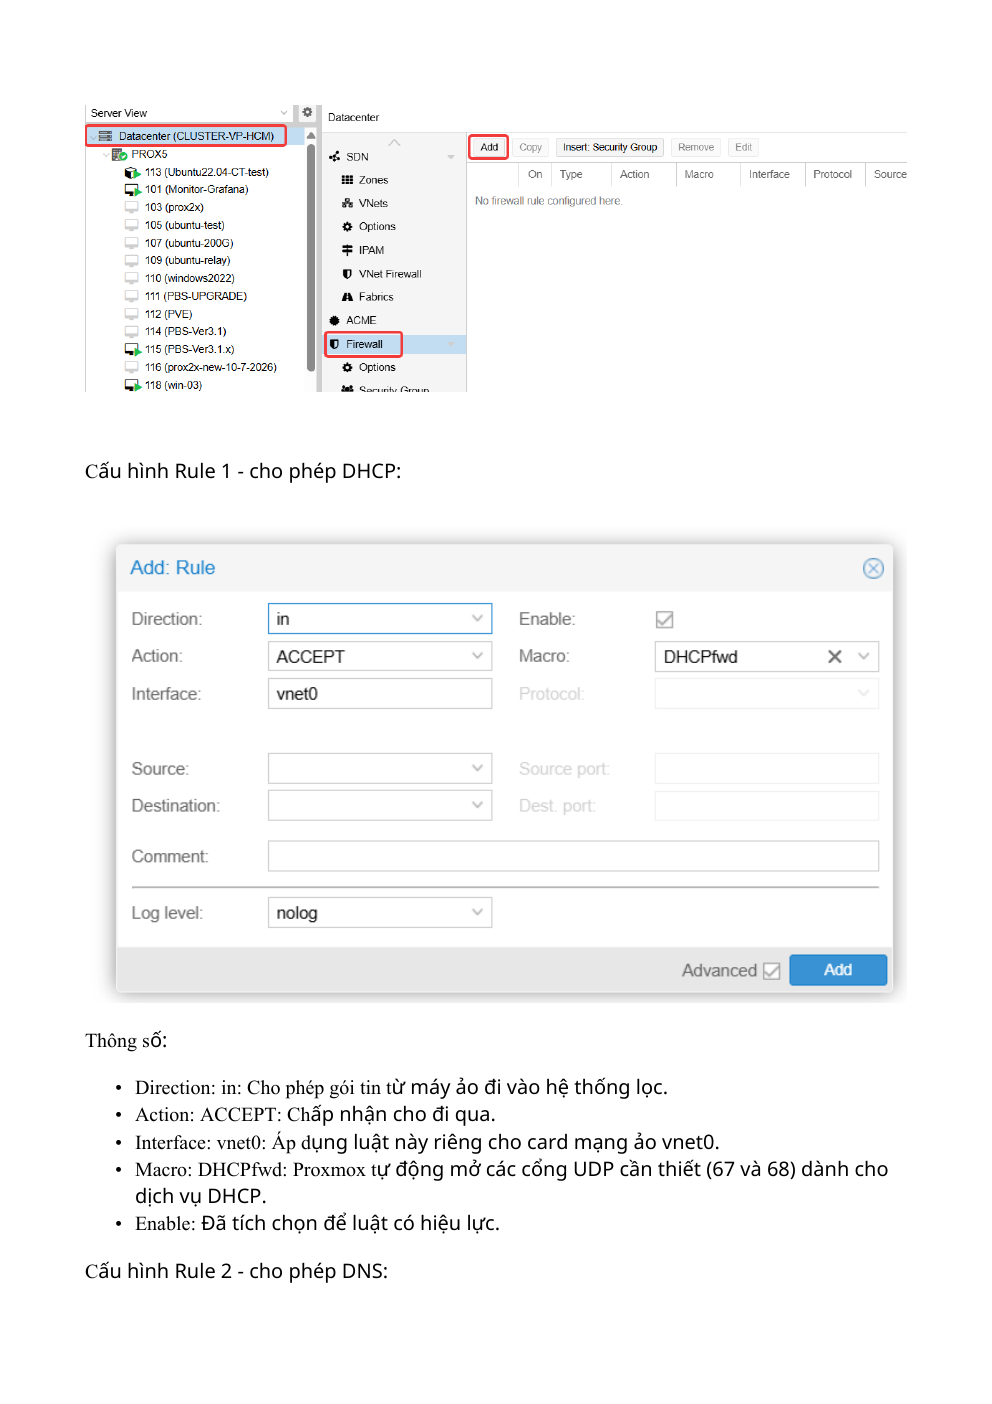 Server View
Datacenter (CLUSTER-VP-HCM)
PROX5
113 (Ubuntu22.04-CT-test)
101 (Monitor-Grafana)
103 (prox2x)
105 (ubuntu-test)
107 (ubuntu-200G)
109 (ubuntu-relay)
110 (windows2022)
111 (PBS-UPGRADE)
112 (PVE)
114 (PBS-Ver3.1)
115 (PBS-Ver3.1.x)
116 (prox2x-new-10-7-2026)
118 (win-03)
Datacenter
SDN
Zones
VNets
Options
IPAM
VNet Firewall
Fabrics
ACME
Firewall
Options
Security Group
Add Copy Insert: Security Group Remove Edit
On Type Action Macro Interface Protocol Source
No firewall rule configured here.
Cấu hình Rule 1 - cho phép DHCP:
Add: Rule
Direction: in Enable:
Action: ACCEPT Macro: DHCPfwd
Interface: vnet0 Protocol:
Source: Source port:
Destination: Dest. port:
Comment:
Log level: nolog
Advanced Add
Thông số:
• Direction: in: Cho phép gói tin từ máy ảo đi vào hệ thống lọc.
• Action: ACCEPT: Chấp nhận cho đi qua.
• Interface: vnet0: Áp dụng luật này riêng cho card mạng ảo vnet0.
• Macro: DHCPfwd: Proxmox tự động mở các cổng UDP cần thiết (67 và 68) dành cho
dịch vụ DHCP.
• Enable: Đã tích chọn để luật có hiệu lực.
Cấu hình Rule 2 - cho phép DNS: